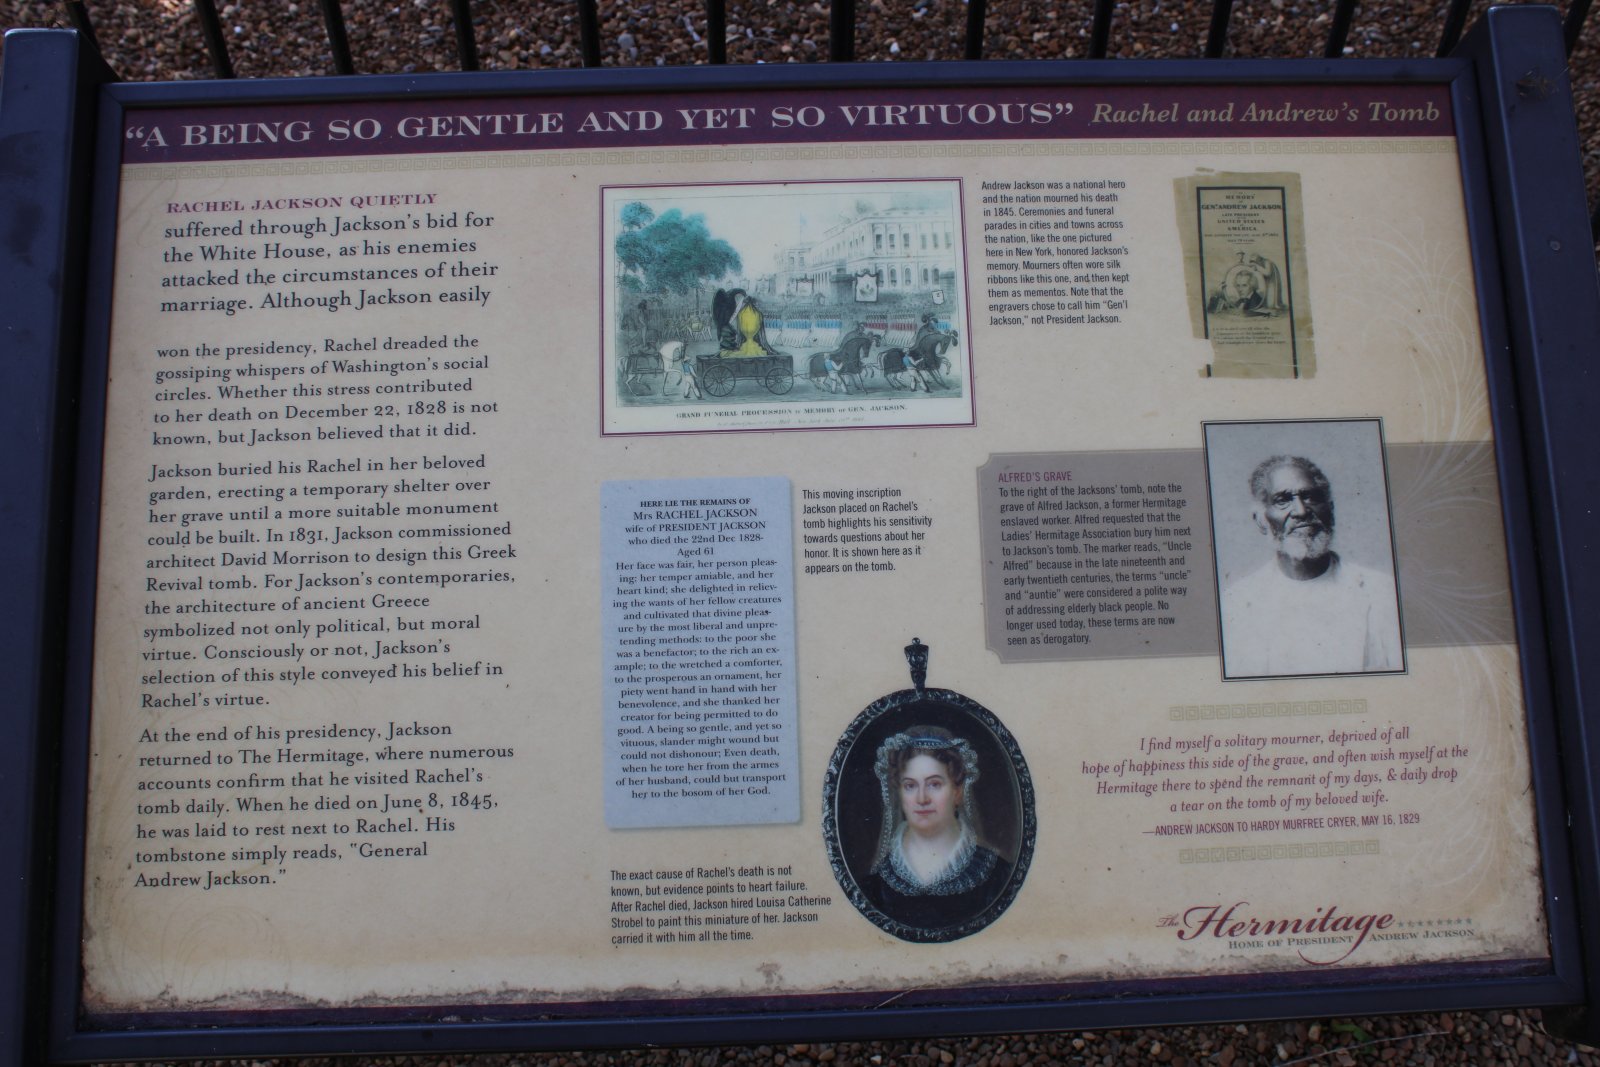 "A BEING SO GENTLE AND YET SO VIRTUOUS" Rachel and Andrew's Tomb
RACHEL JACKSON QUIETLY
suffered through Jackson's bid for
the White House, as his enemies
attacked the circumstances of their
marriage. Although Jackson easily
won the presidency, Rachel dreaded the
gossiping whispers of Washington's social
circles. Whether this stress contributed
to her death on December 22, 1828 is not
known, but Jackson believed that it did.
Jackson buried his Rachel in her beloved
garden, erecting a temporary shelter over
her grave until a more suitable monument
could be built. In 1831, Jackson commissioned
architect David Morrison to design this Greek
Revival tomb. For Jackson's contemporaries,
the architecture of ancient Greece
symbolized not only political, but moral
virtue. Consciously or not, Jackson's
selection of this style conveyed his belief in
Rachel's virtue.
At the end of his presidency, Jackson
returned to The Hermitage, where numerous
accounts confirm that he visited Rachel's
tomb daily. When he died on June 8, 1845,
he was laid to rest next to Rachel. His
tombstone simply reads, "General
Andrew Jackson."
GRAND FUNERAL PROCESSION IN MEMORY OF GEN. JACKSON.
Andrew Jackson was a national hero
and the nation mourned his death
in 1845. Ceremonies and funeral
parades in cities and towns across
the nation, like the one pictured
here in New York, honored Jackson's
memory. Mourners often wore silk
ribbons like this one, and then kept
them as mementos. Note that the
engravers chose to call him "Gen'l
Jackson," not President Jackson.
MEMORY
OF
GENL ANDREW JACKSON
LATE PRESIDENT
OF THE
UNITED STATES
OF
AMERICA
HERE LIE THE REMAINS OF
Mrs RACHEL JACKSON
wife of PRESIDENT JACKSON
who died the 22nd Dec 1828-
Aged 61
Her face was fair, her person pleas-
ing: her temper amiable, and her
heart kind; she delighted in reliev-
ing the wants of her fellow creatures
and cultivated that divine pleas-
ure by the most liberal and unpre-
tending methods: to the poor she
was a benefactor; to the rich an ex-
ample; to the wretched a comforter,
to the prosperous an ornament, her
piety went hand in hand with her
benevolence, and she thanked her
creator for being permitted to do
good. A being so gentle, and yet so
vituous, slander might wound but
could not dishonour; Even death,
when he tore her from the armes
of her husband, could but transport
her to the bosom of her God.
This moving inscription
Jackson placed on Rachel's
tomb highlights his sensitivity
towards questions about her
honor. It is shown here as it
appears on the tomb.
The exact cause of Rachel's death is not
known, but evidence points to heart failure.
After Rachel died, Jackson hired Louisa Catherine
Strobel to paint this miniature of her. Jackson
carried it with him all the time.
ALFRED'S GRAVE
To the right of the Jacksons' tomb, note the
grave of Alfred Jackson, a former Hermitage
enslaved worker. Alfred requested that the
Ladies' Hermitage Association bury him next
to Jackson's tomb. The marker reads, "Uncle
Alfred" because in the late nineteenth and
early twentieth centuries, the terms "uncle"
and "auntie" were considered a polite way
of addressing elderly black people. No
longer used today, these terms are now
seen as derogatory.
I find myself a solitary mourner, deprived of all
hope of happiness this side of the grave, and often wish myself at the
Hermitage there to spend the remnant of my days, & daily drop
a tear on the tomb of my beloved wife.
—ANDREW JACKSON TO HARDY MURFREE CRYER, MAY 16, 1829
The Hermitage
HOME OF PRESIDENT ANDREW JACKSON